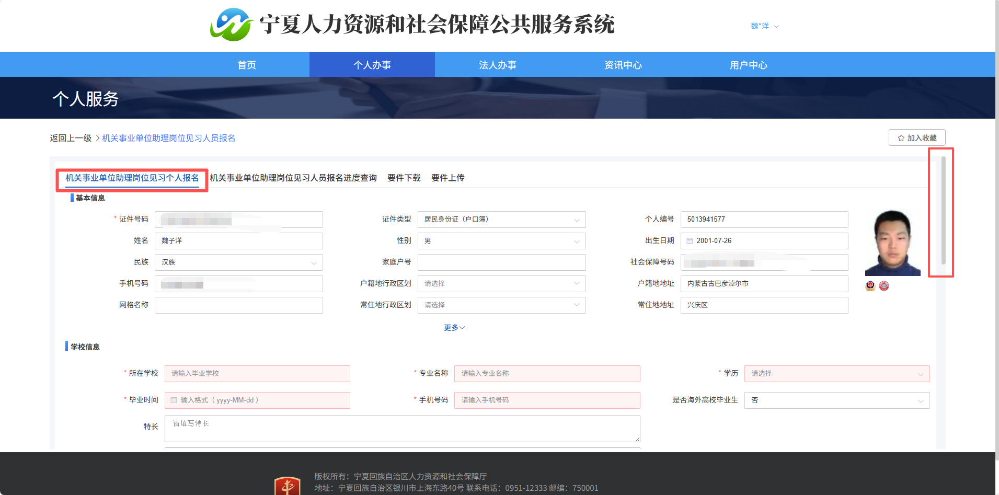 宁夏人力资源和社会保障公共服务系统
魏*洋
首页 个人办事 法人办事 资讯中心 用户中心
个人服务
返回上一级 > 机关事业单位助理岗位见习人员报名
加入收藏
机关事业单位助理岗位见习个人报名 机关事业单位助理岗位见习人员报名进度查询 要件下载 要件上传
基本信息
* 证件号码 证件类型 居民身份证（户口簿） 个人编号 5013941577
姓名 魏子洋 性别 男 出生日期 2001-07-26
民族 汉族 家庭户号 社会保障号码
手机号码 户籍地行政区划 请选择 户籍地地址 内蒙古古巴彦淖尔市
网格名称 常住地行政区划 请选择 常住地地址 兴庆区
更多
学校信息
* 所在学校 请输入毕业学校 * 专业名称 请输入专业名称 * 学历 请选择
* 毕业时间 输入格式（ yyyy-MM-dd ） * 手机号码 请输入手机号码 是否海外高校毕业生 否
特长 请填写特长
版权所有：宁夏回族自治区人力资源和社会保障厅
地址：宁夏回族自治区银川市上海东路40号 联系电话：0951-12333 邮编：750001